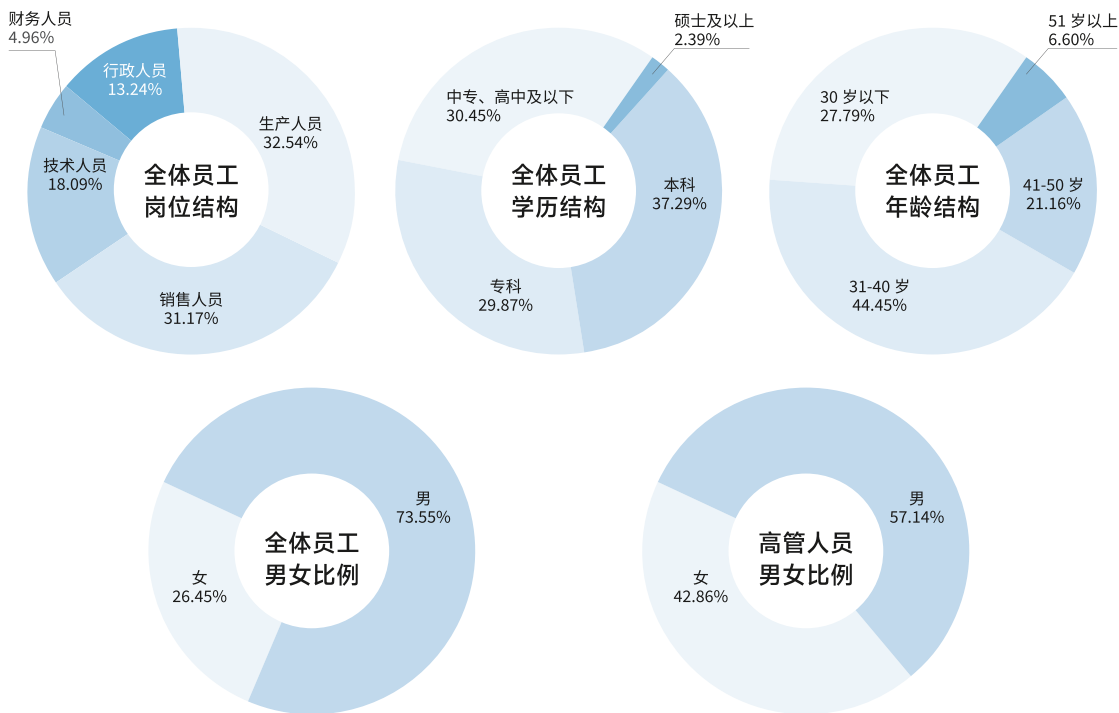 财务人员
4.96%
行政人员
13.24%
生产人员
32.54%
技术人员
18.09%
销售人员
31.17%
全体员工
岗位结构
硕士及以上
2.39%
中专、高中及以下
30.45%
本科
37.29%
专科
29.87%
全体员工
学历结构
51 岁以上
6.60%
30 岁以下
27.79%
41-50 岁
21.16%
31-40 岁
44.45%
全体员工
年龄结构
男
73.55%
女
26.45%
全体员工
男女比例
男
57.14%
女
42.86%
高管人员
男女比例